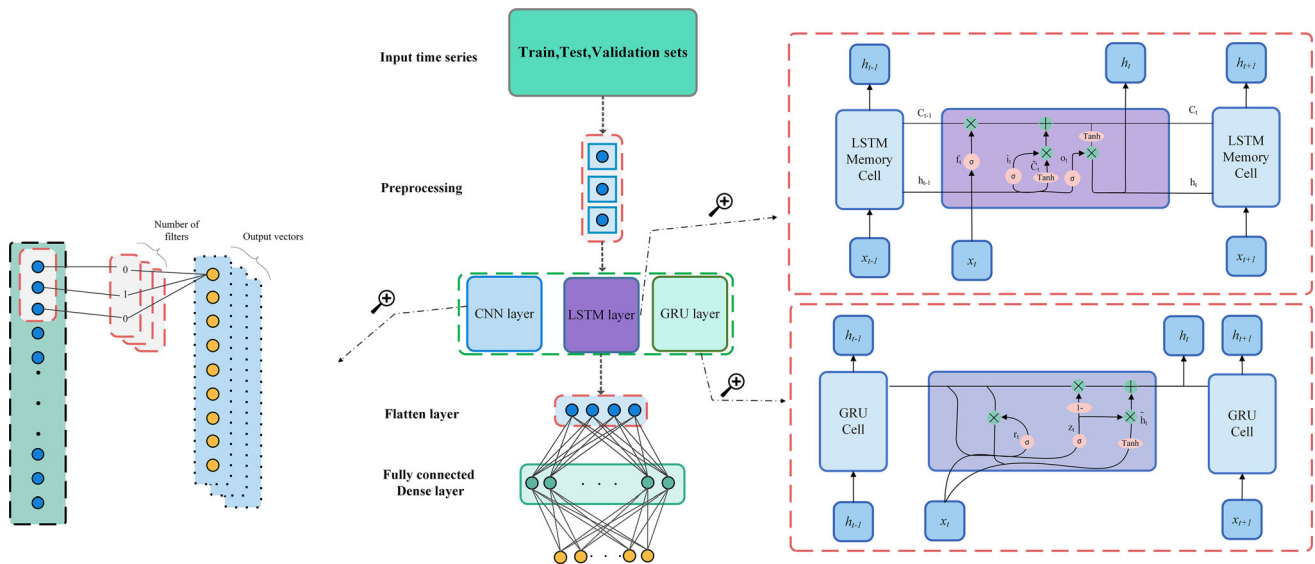 Input time series
Train,Test,Validation sets
Preprocessing
Number of
filters
Output vectors
0
1
0
CNN layer
LSTM layer
GRU layer
Flatten layer
Fully connected
Dense layer
h_{t-1}
h_t
h_{t+1}
LSTM
Memory
Cell
C_{t-1}
f_t
σ
i_t
σ
C̃_t
Tanh
o_t
σ
Tanh
h_{t-1}
C_t
h_t
LSTM
Memory
Cell
x_{t-1}
x_t
x_{t+1}
h_{t-1}
h_t
h_{t+1}
GRU
Cell
r_t
σ
z_t
σ
1-
h̃_t
Tanh
GRU
Cell
h_{t-1}
x_t
x_{t+1}